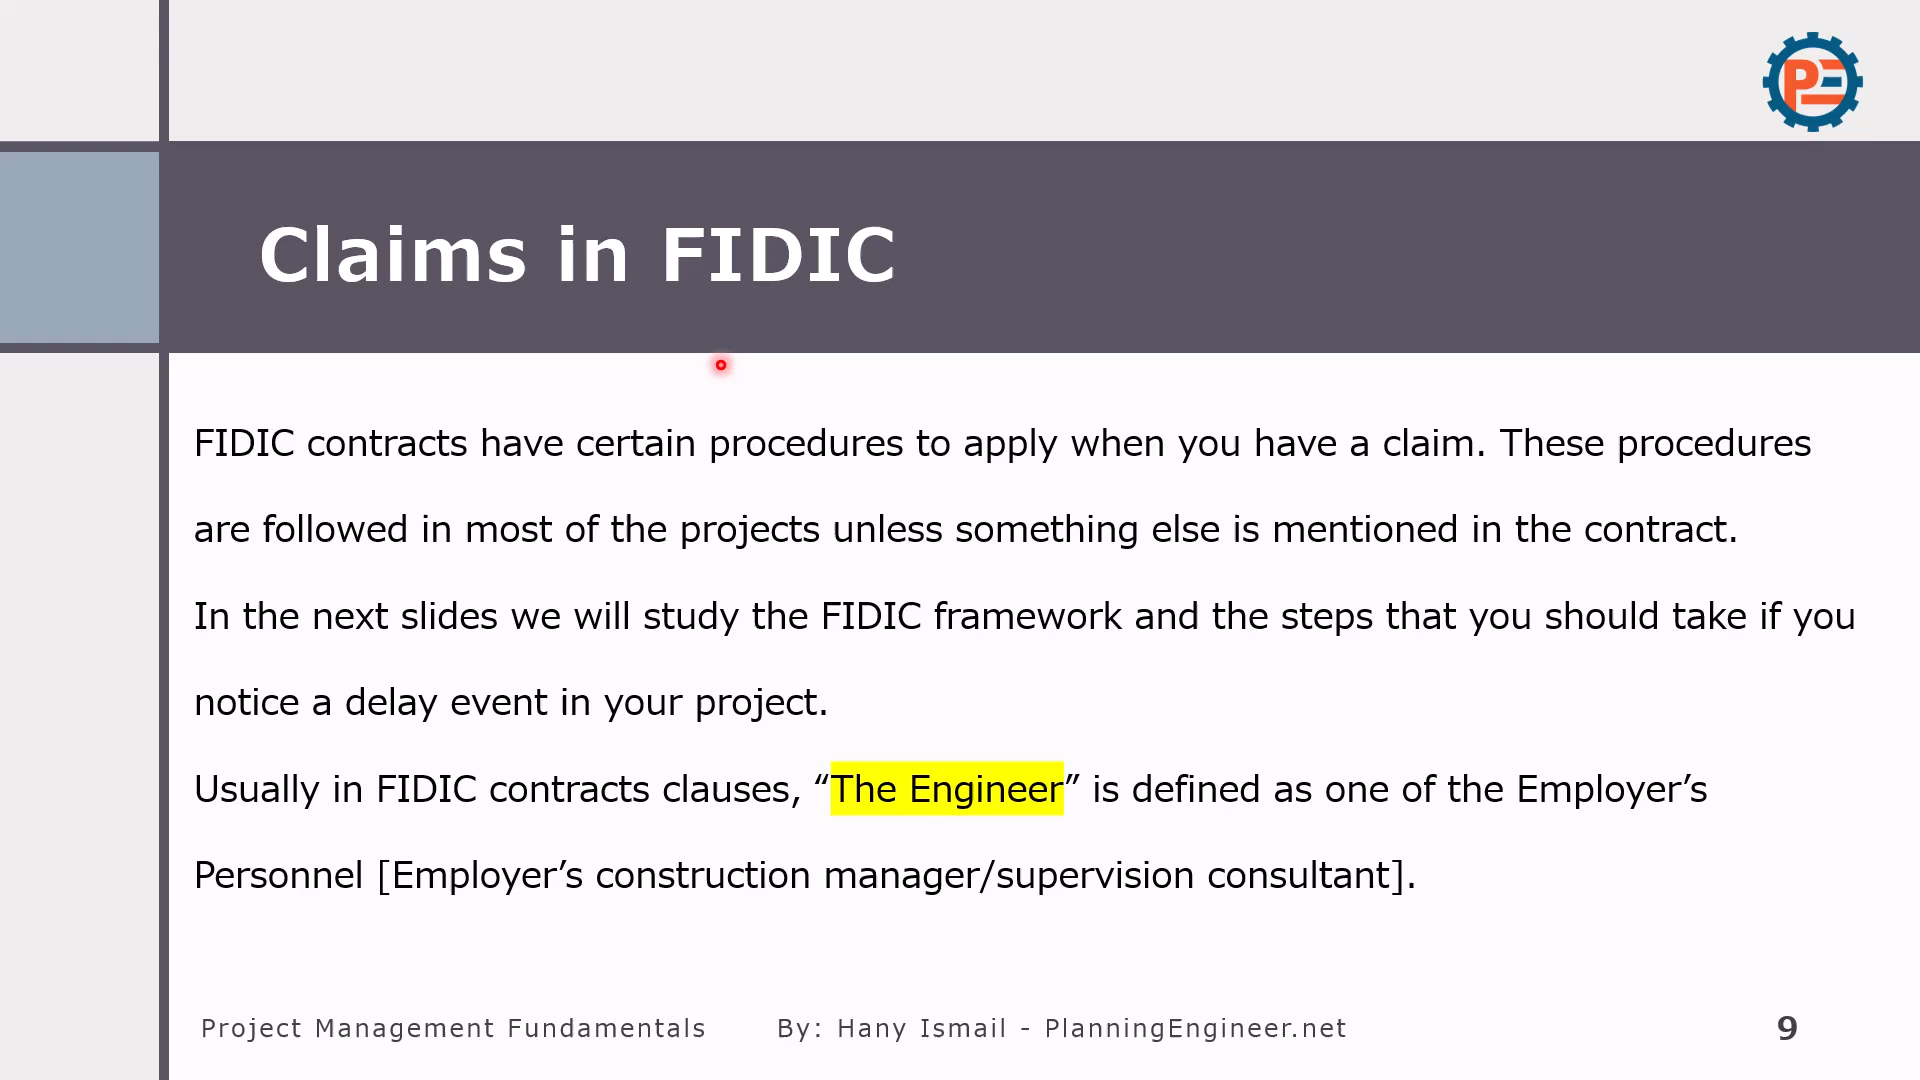 PE
Claims in FIDIC
FIDIC contracts have certain procedures to apply when you have a claim. These procedures
are followed in most of the projects unless something else is mentioned in the contract.
In the next slides we will study the FIDIC framework and the steps that you should take if you
notice a delay event in your project.
Usually in FIDIC contracts clauses, “The Engineer” is defined as one of the Employer’s
Personnel [Employer’s construction manager/supervision consultant].
Project Management Fundamentals By: Hany Ismail - PlanningEngineer.net 9